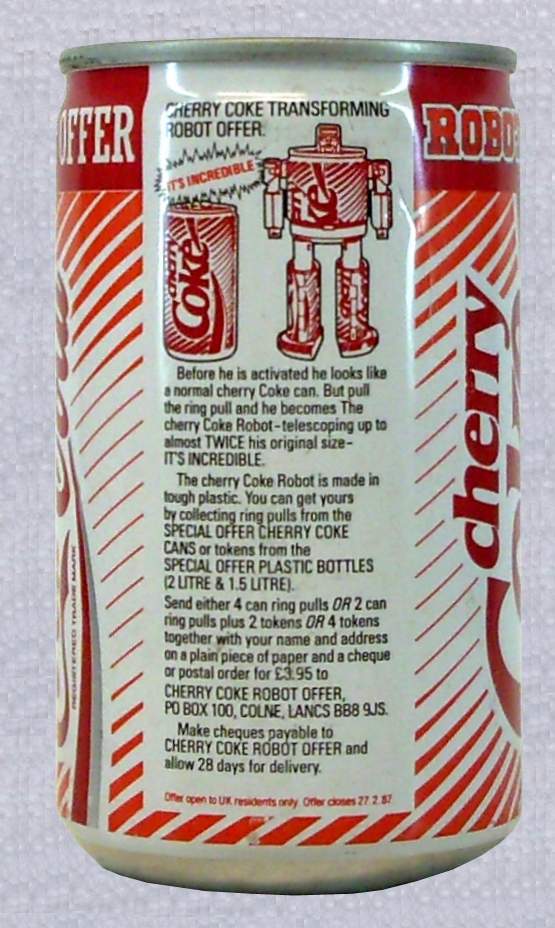 OFFER
CHERRY COKE TRANSFORMING
ROBOT OFFER.
IT'S INCREDIBLE
cherry
Coke
Before he is activated he looks like
a normal cherry Coke can. But pull
the ring pull and he becomes The
cherry Coke Robot-telescoping up to
almost TWICE his original size-
IT'S INCREDIBLE.
The cherry Coke Robot is made in
tough plastic. You can get yours
by collecting ring pulls from the
SPECIAL OFFER CHERRY COKE
CANS or tokens from the
SPECIAL OFFER PLASTIC BOTTLES
(2 LITRE & 1.5 LITRE).
Send either 4 can ring pulls OR 2 can
ring pulls plus 2 tokens OR 4 tokens
together with your name and address
on a plain piece of paper and a cheque
or postal order for £3.95 to
CHERRY COKE ROBOT OFFER,
PO BOX 100, COLNE, LANCS BB8 9JS.
Make cheques payable to
CHERRY COKE ROBOT OFFER and
allow 28 days for delivery.
Offer open to UK residents only. Offer closes 27.2.87
REGISTERED TRADE MARK
ROBO
cherry